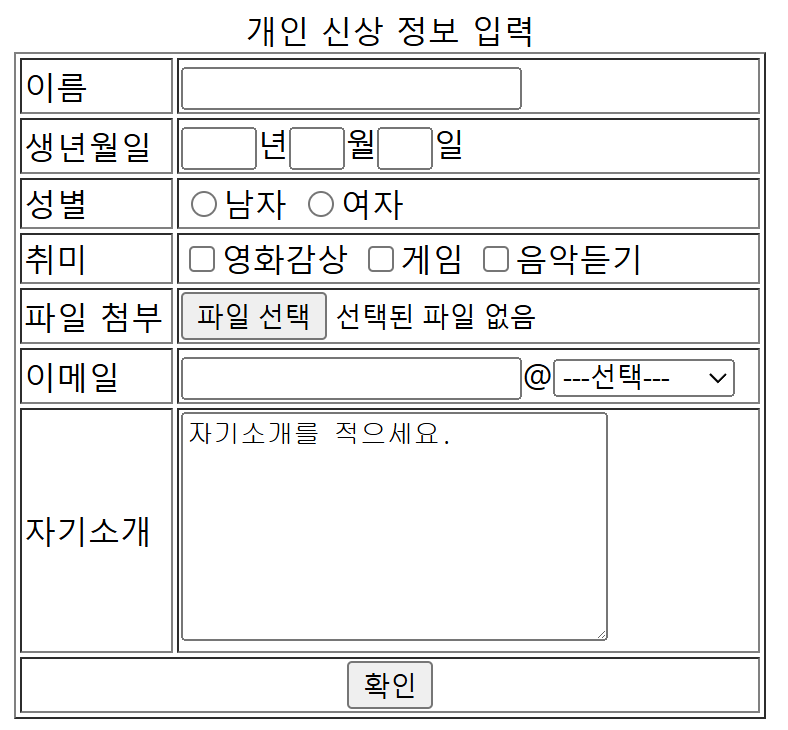 개인 신상 정보 입력
이름
생년월일 년 월 일
성별 남자 여자
취미 영화감상 게임 음악듣기
파일 첨부 파일 선택 선택된 파일 없음
이메일 @ ---선택---
자기소개를 적으세요.
자기소개
확인